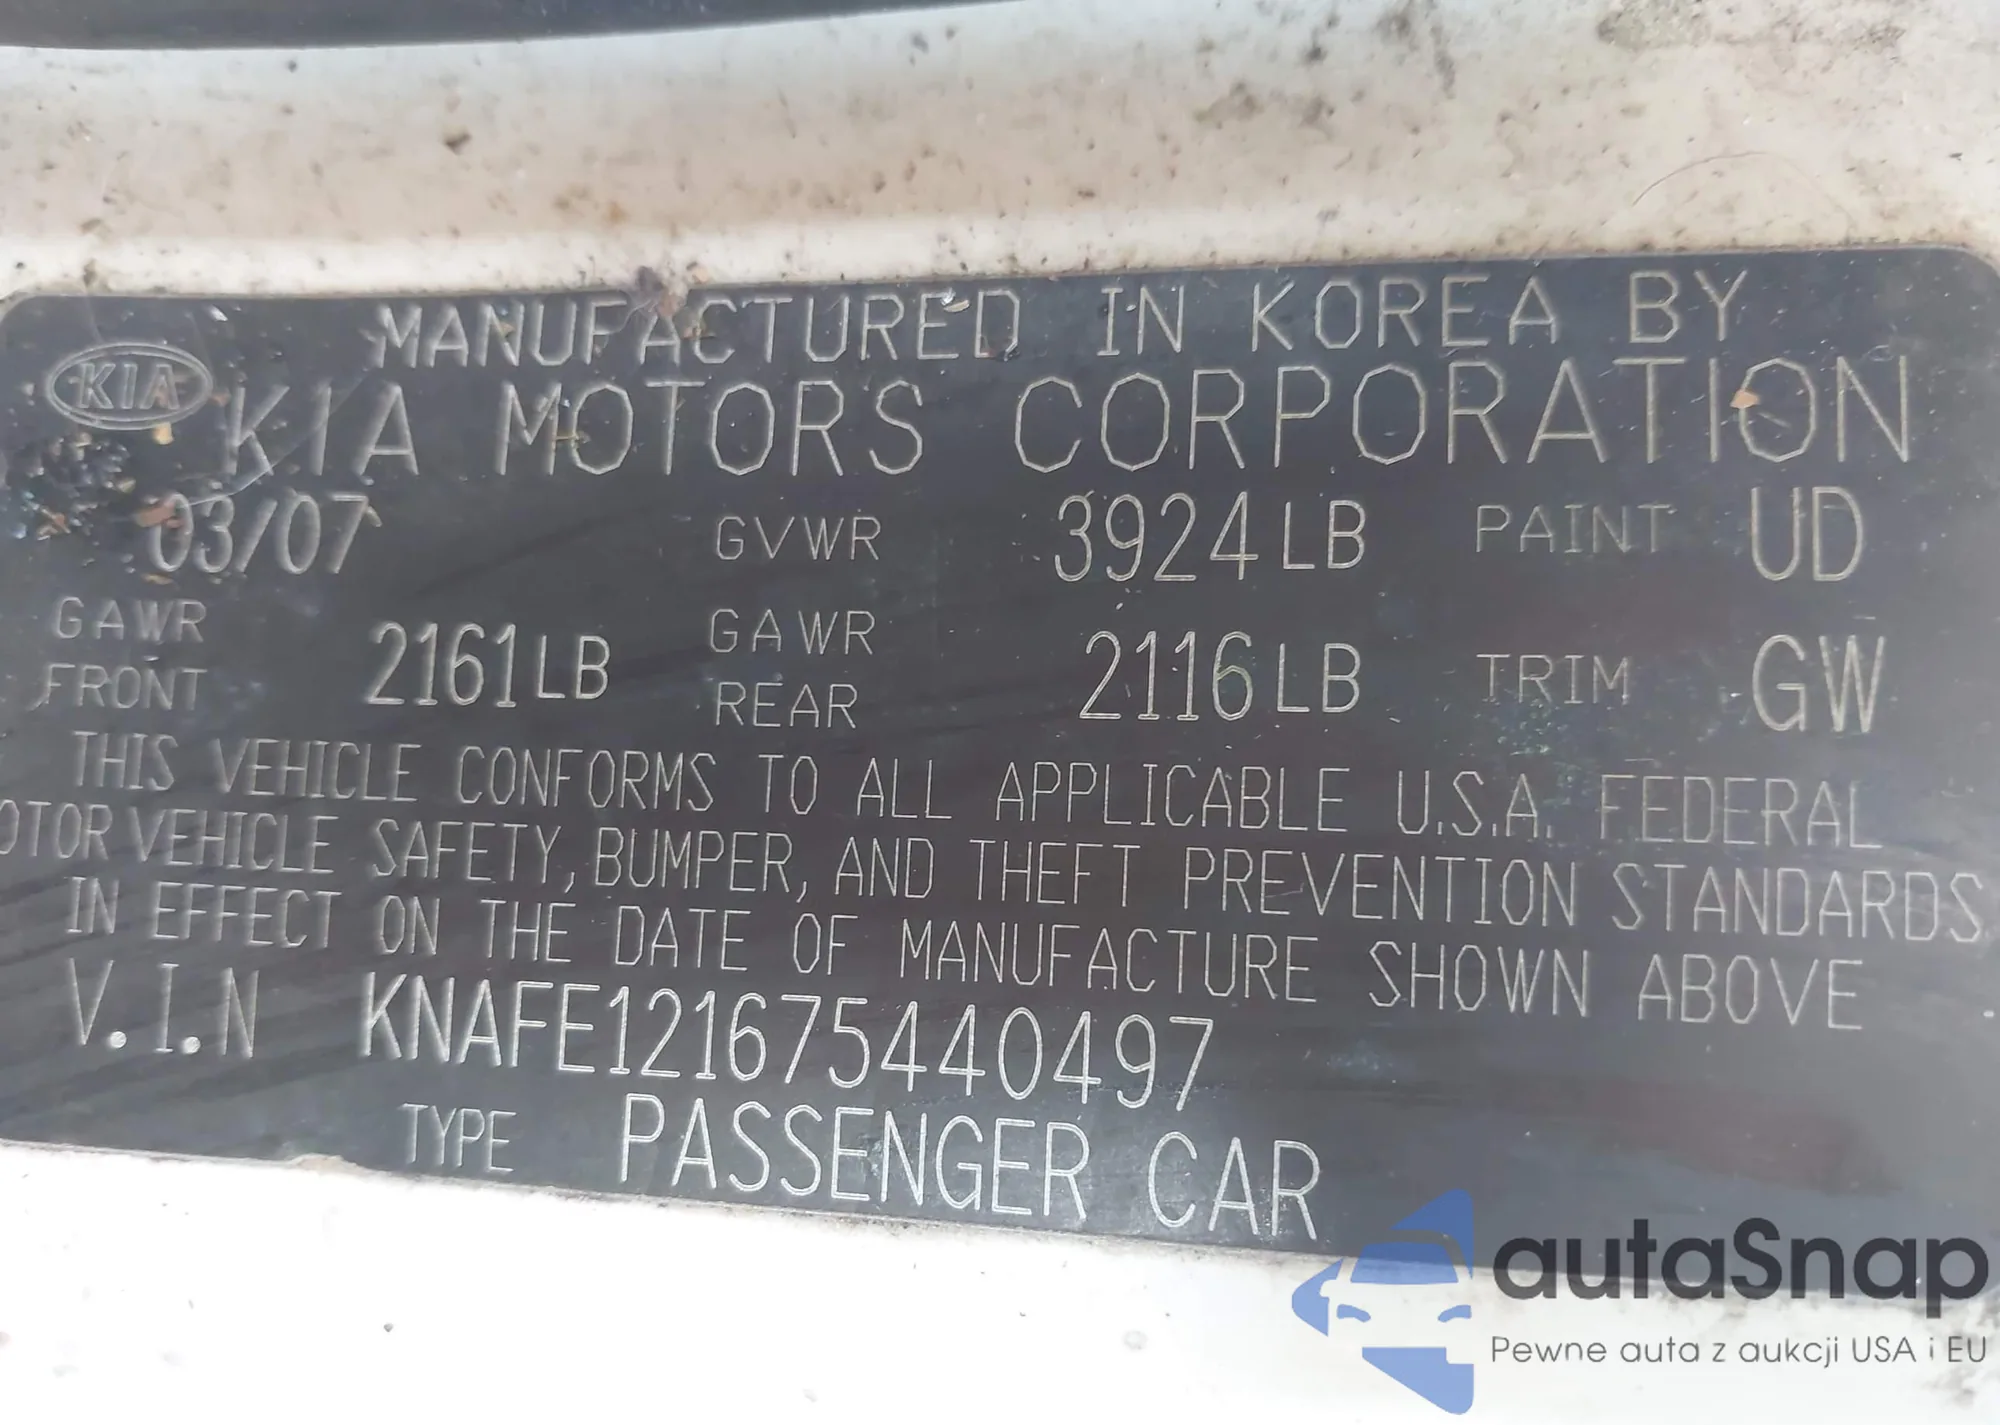 MANUFACTURED IN KOREA BY
KIA KIA MOTORS CORPORATION
03/07 GVWR 3924LB PAINT UD
GAWR FRONT 2161LB GAWR REAR 2116LB TRIM GW
THIS VEHICLE CONFORMS TO ALL APPLICABLE U.S.A. FEDERAL
OTOR VEHICLE SAFETY, BUMPER, AND THEFT PREVENTION STANDARDS
IN EFFECT ON THE DATE OF MANUFACTURE SHOWN ABOVE
V.I.N KNAFE121675440497
TYPE PASSENGER CAR
autaSnap
Pewne auta z aukcji USA i EU